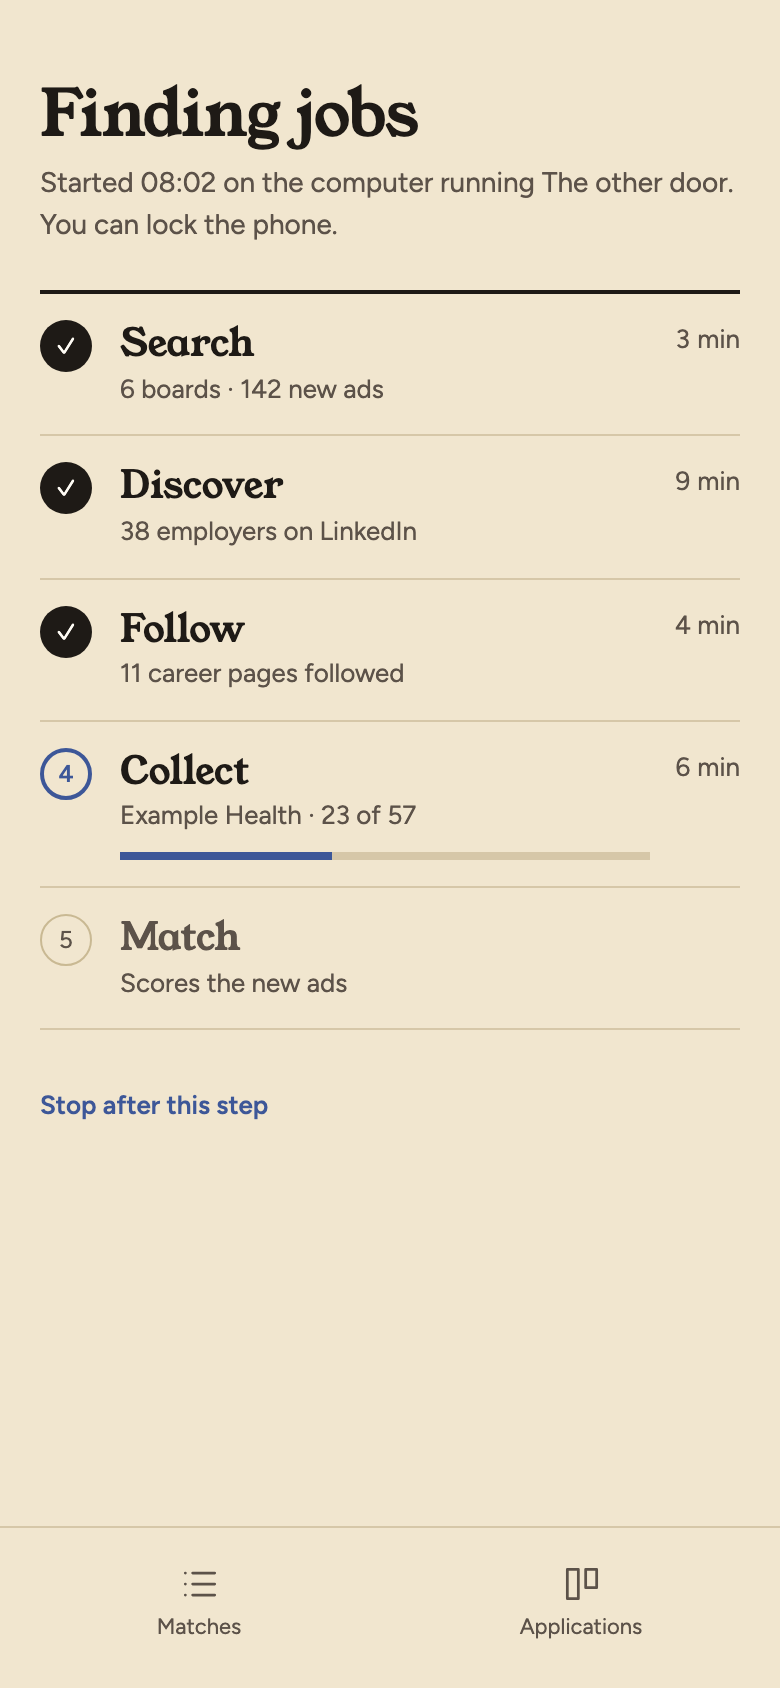 Finding jobs
Started 08:02 on the computer running The other door.
You can lock the phone.
Search
3 min
6 boards · 142 new ads
Discover
9 min
38 employers on LinkedIn
Follow
4 min
11 career pages followed
4
Collect
6 min
Example Health · 23 of 57
5
Match
Scores the new ads
Stop after this step
Matches
Applications